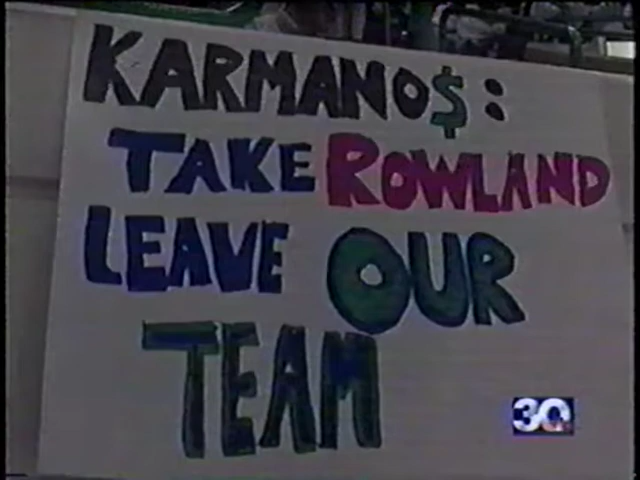 KARMANO$:
TAKE ROWLAND
LEAVE OUR
TEAM
30